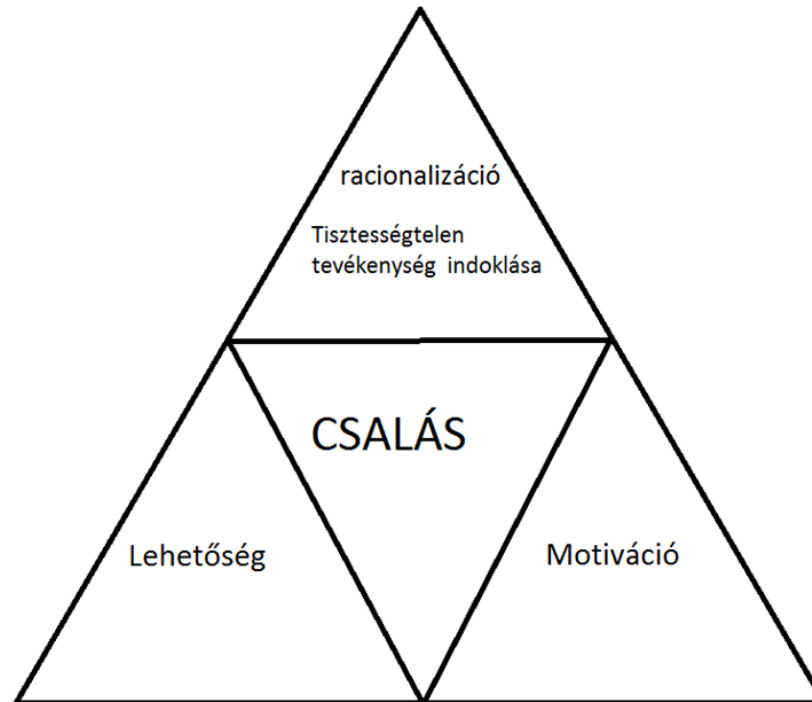 racionalizáció
Tisztességtelen
tevékenység indoklása
CSALÁS
Lehetőség
Motiváció